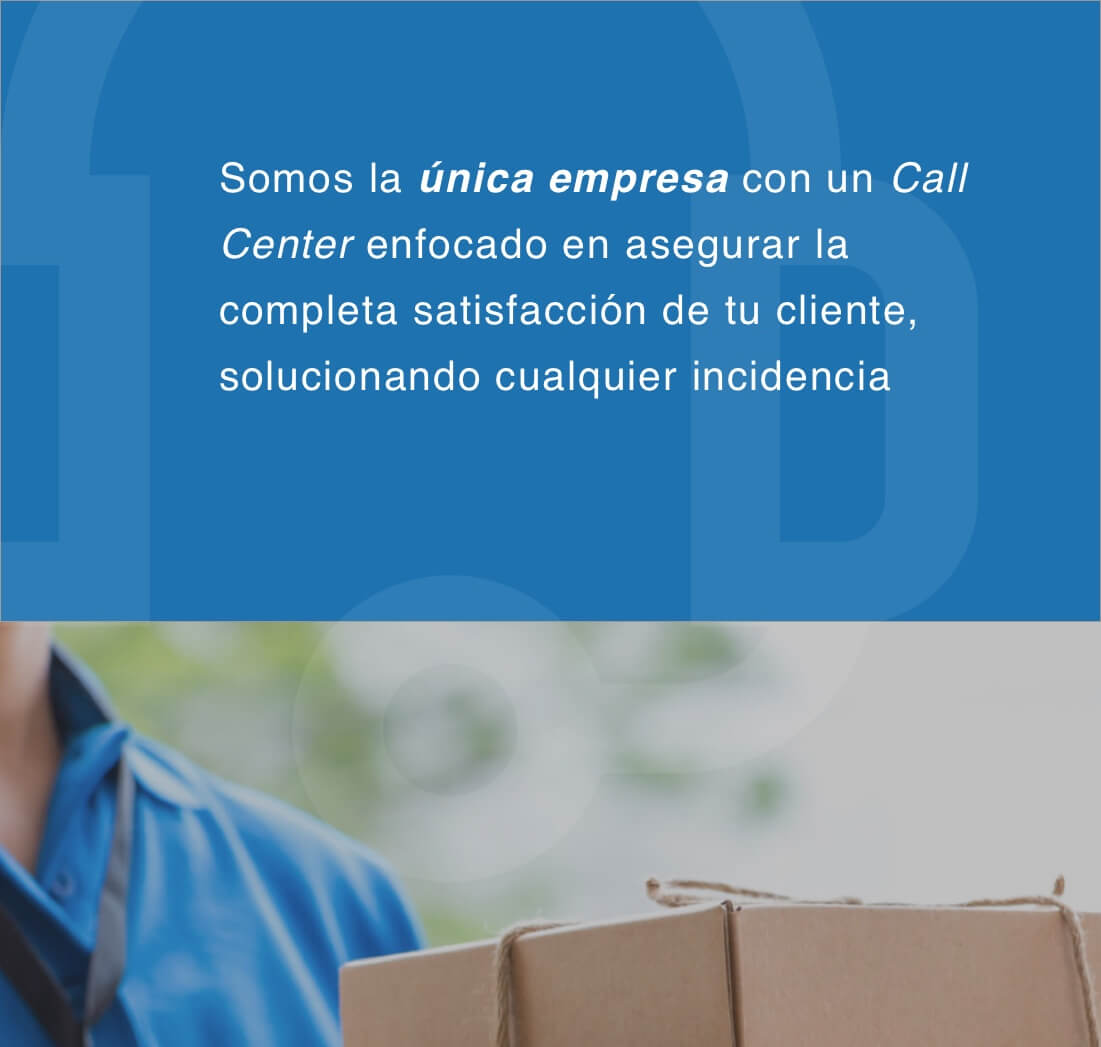 Somos la única empresa con un Call
Center enfocado en asegurar la
completa satisfacción de tu cliente,
solucionando cualquier incidencia